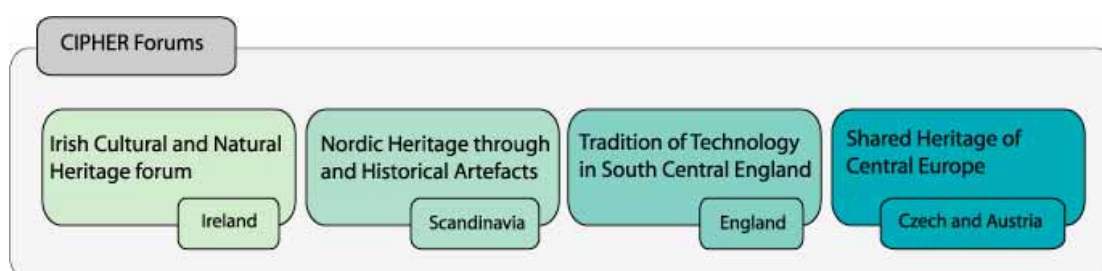 CIPHER Forums
Irish Cultural and Natural
Heritage forum
Ireland
Nordic Heritage through
and Historical Artefacts
Scandinavia
Tradition of Technology
in South Central England
England
Shared Heritage of
Central Europe
Czech and Austria